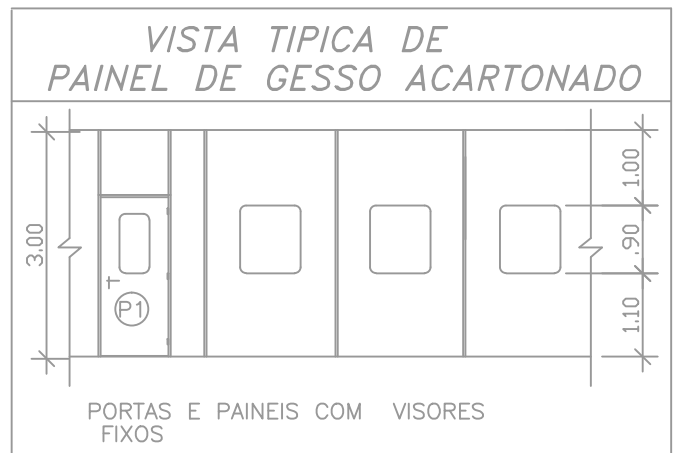 VISTA TIPICA DE
PAINEL DE GESSO ACARTONADO
3.00
P1
1.00
.90
1.10
PORTAS E PAINEIS COM VISORES
FIXOS